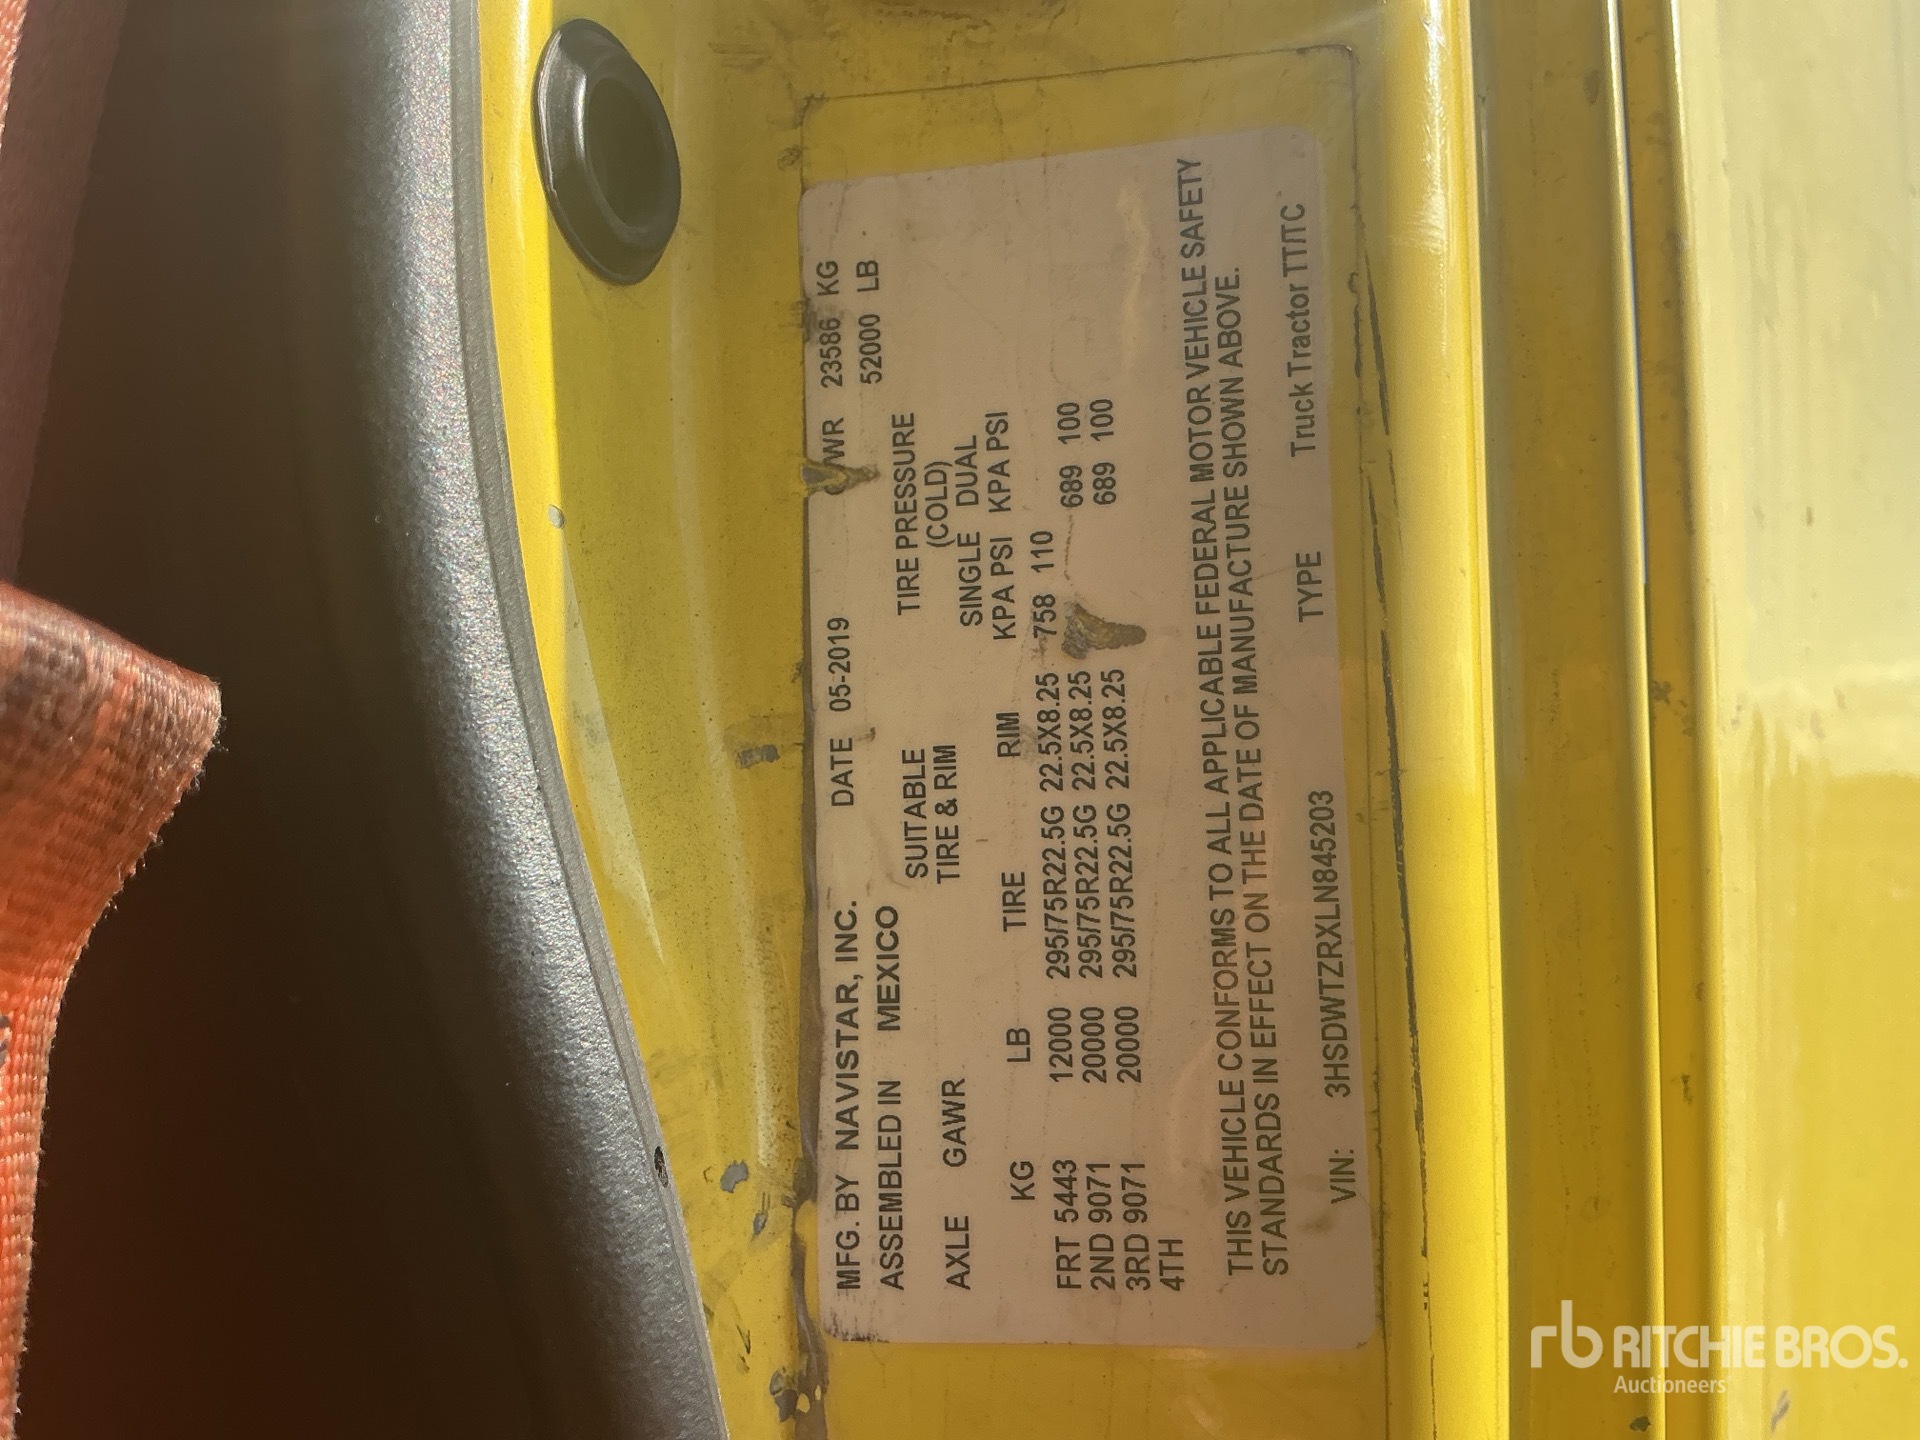 MFG. BY NAVISTAR, INC. DATE 05-2019 WR 23586 KG
ASSEMBLED IN MEXICO 52000 LB
SUITABLE TIRE PRESSURE
AXLE GAWR TIRE & RIM (COLD)
SINGLE DUAL
KG LB TIRE RIM KPA PSI KPA PSI
FRT 5443 12000 295/75R22.5G 22.5X8.25 758 110
2ND 9071 20000 295/75R22.5G 22.5X8.25 689 100
3RD 9071 20000 295/75R22.5G 22.5X8.25 689 100
4TH
THIS VEHICLE CONFORMS TO ALL APPLICABLE FEDERAL MOTOR VEHICLE SAFETY
STANDARDS IN EFFECT ON THE DATE OF MANUFACTURE SHOWN ABOVE.
VIN: 3HSDWTZRXLN845203 TYPE Truck Tractor TT/TC
rb RITCHIE BROS.
Auctioneers